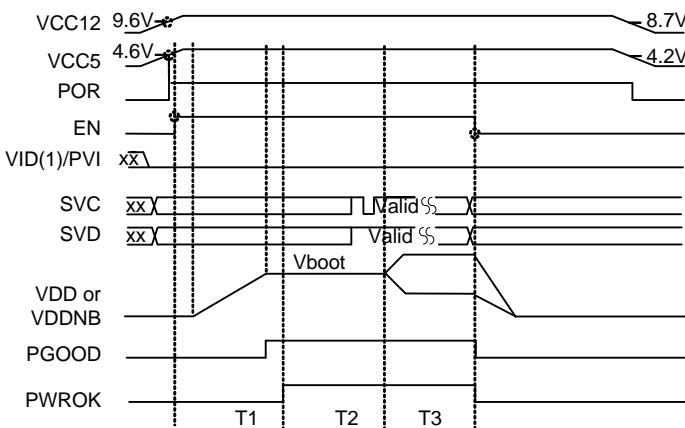 VCC12 9.6V 8.7V
VCC5 4.6V 4.2V
POR
EN
VID(1)/PVI xx
SVC xx Valid
SVD xx Valid
Vboot
VDD or
VDDNB
PGOOD
PWROK
T1 T2 T3